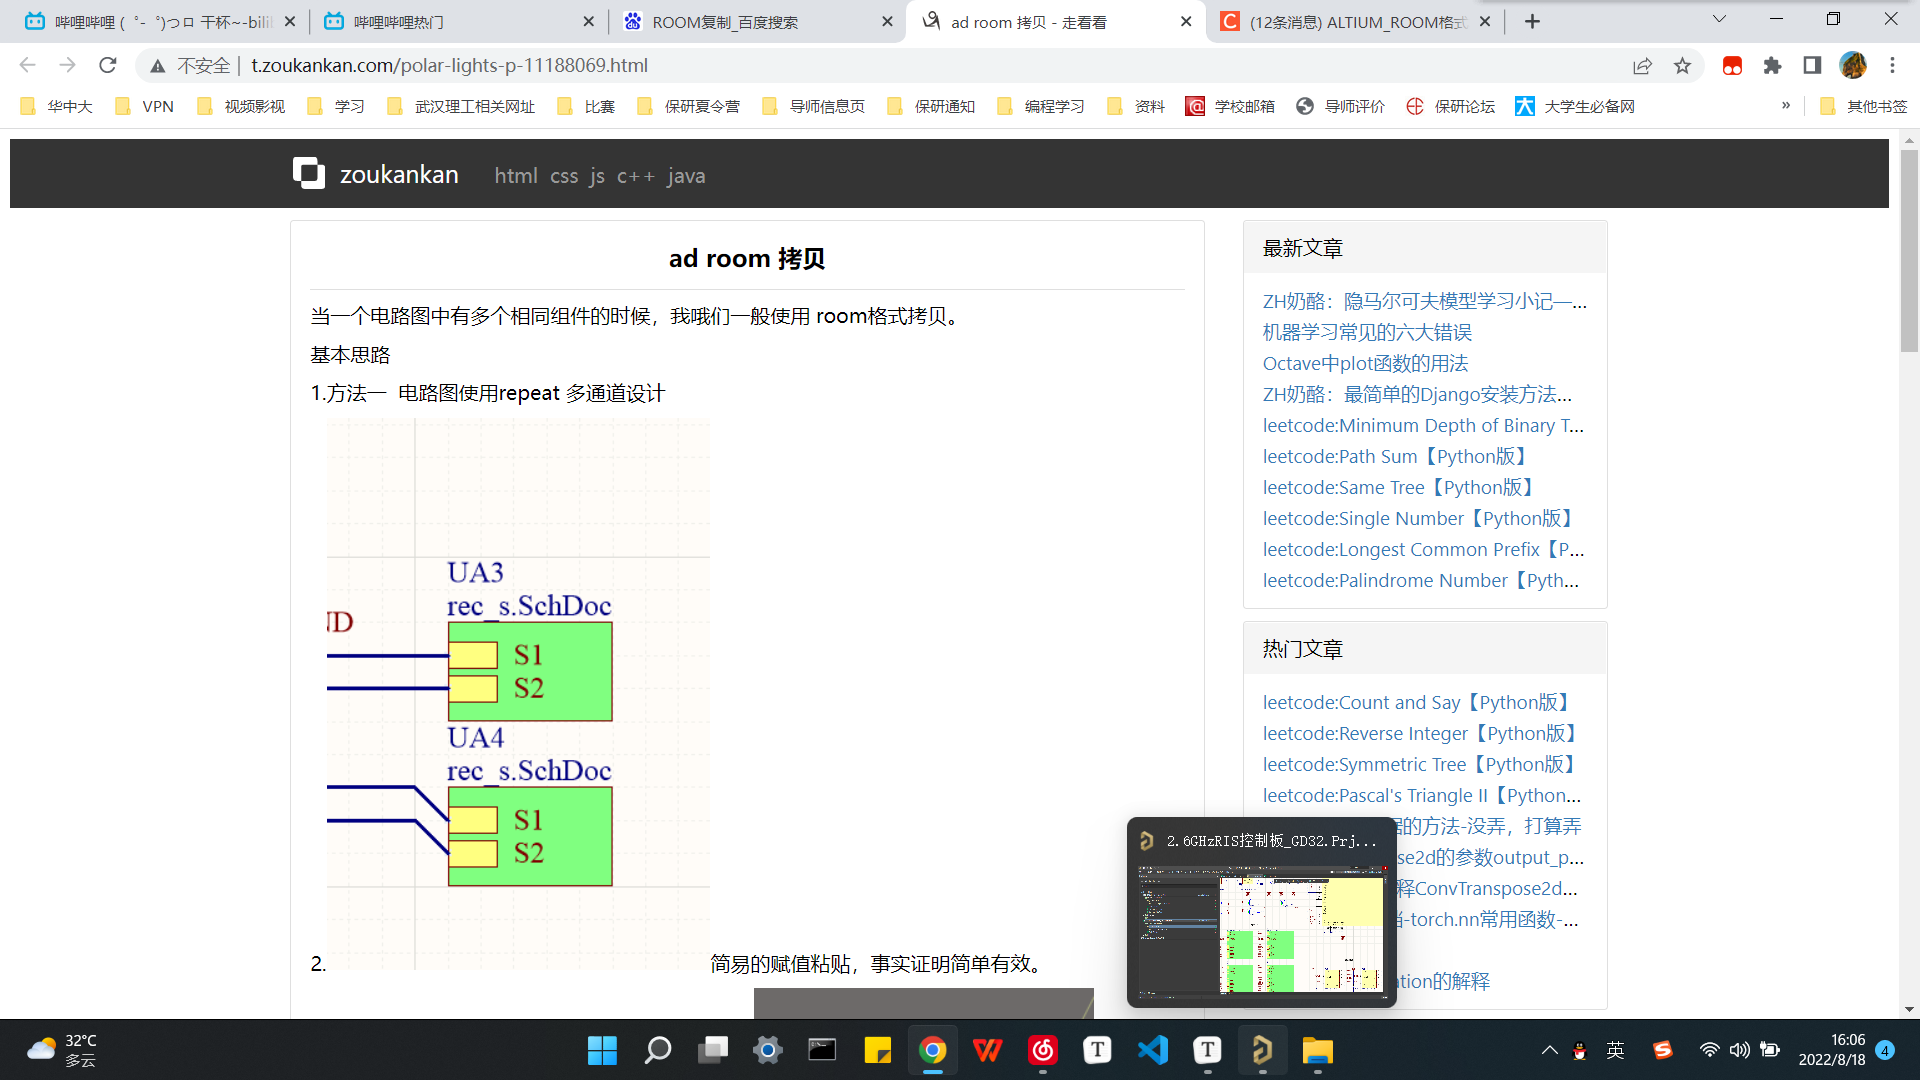 哔哩哔哩 (゜-゜)つロ 干杯~-bili
哔哩哔哩热门
ROOM复制_百度搜索
ad room 拷贝 - 走看看
(12条消息) ALTIUM_ROOM格式
不安全
t.zoukankan.com/polar-lights-p-11188069.html
华中大
VPN
视频影视
学习
武汉理工相关网址
比赛
保研夏令营
导师信息页
保研通知
编程学习
资料
学校邮箱
导师评价
保研论坛
大学生必备网
»
其他书签
zoukankan
html css js c++ java
ad room 拷贝
当一个电路图中有多个相同组件的时候，我哦们一般使用 room格式拷贝。
基本思路
1.方法一 电路图使用repeat 多通道设计
UA3
rec_s.SchDoc
ND
S1
S2
UA4
rec_s.SchDoc
S1
S2
2.
简易的赋值粘贴，事实证明简单有效。
最新文章
ZH奶酪：隐马尔可夫模型学习小记—...
机器学习常见的六大错误
Octave中plot函数的用法
ZH奶酪：最简单的Django安装方法...
leetcode:Minimum Depth of Binary T...
leetcode:Path Sum【Python版】
leetcode:Same Tree【Python版】
leetcode:Single Number【Python版】
leetcode:Longest Common Prefix【P...
leetcode:Palindrome Number【Pyth...
热门文章
leetcode:Count and Say【Python版】
leetcode:Reverse Integer【Python版】
leetcode:Symmetric Tree【Python版】
leetcode:Pascal's Triangle II【Python...
的方法-没弄，打算弄
se2d的参数output_p...
释ConvTranspose2d...
-torch.nn常用函数-...
ation的解释
2.6GHzRIS控制板_GD32.Prj...
32°C
多云
英
16:06
2022/8/18
4